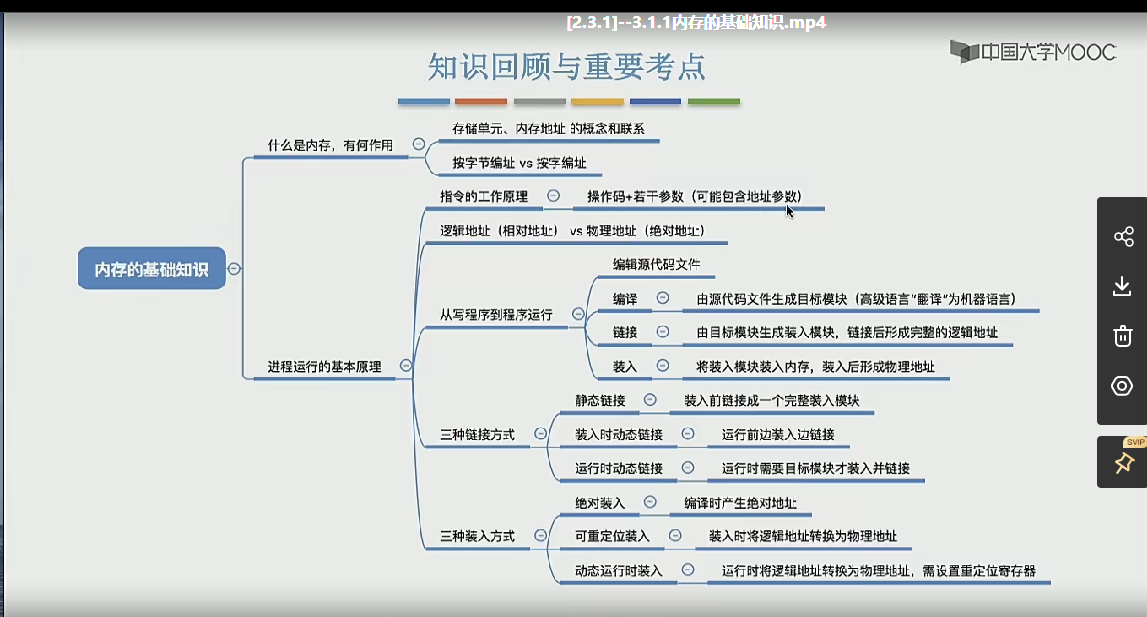 [2.3.1]--3.1.1内存的基础知识.mp4
中国大学MOOC
知识回顾与重要考点
存储单元、内存地址 的概念和联系
什么是内存，有何作用
按字节编址 vs 按字编址
指令的工作原理
操作码+若干参数（可能包含地址参数）
逻辑地址（相对地址） vs 物理地址（绝对地址）
内存的基础知识
编辑源代码文件
编译
由源代码文件生成目标模块（高级语言“翻译”为机器语言）
从写程序到程序运行
链接
由目标模块生成装入模块，链接后形成完整的逻辑地址
装入
将装入模块装入内存，装入后形成物理地址
进程运行的基本原理
静态链接
装入前链接成一个完整装入模块
三种链接方式
装入时动态链接
运行前边装入边链接
运行时动态链接
运行时需要目标模块才装入并链接
SVIP
绝对装入
编译时产生绝对地址
三种装入方式
可重定位装入
装入时将逻辑地址转换为物理地址
动态运行时装入
运行时将逻辑地址转换为物理地址，需设置重定位寄存器